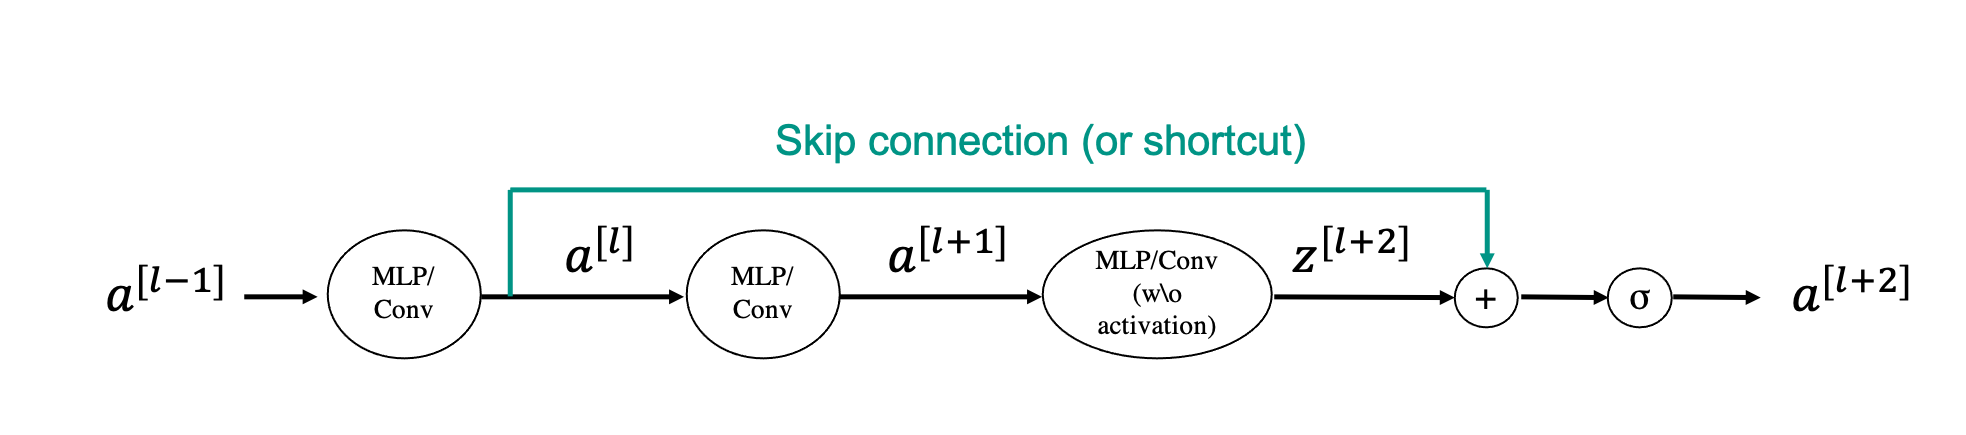 Skip connection (or shortcut)
a[l−1]
MLP/
Conv
a[l]
MLP/
Conv
a[l+1]
MLP/Conv
(w\o
activation)
z[l+2]
+
σ
a[l+2]